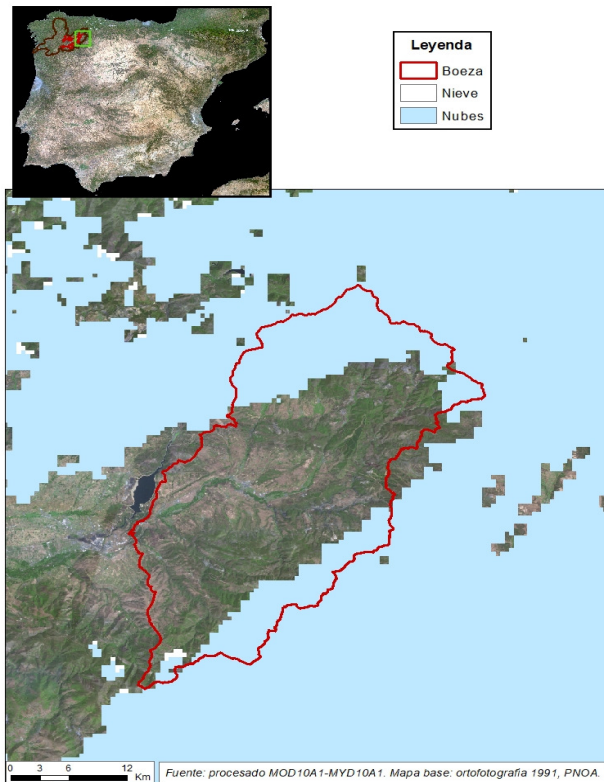 Leyenda
Boeza
Nieve
Nubes
0 3 6 12
Km
Fuente: procesado MOD10A1-MYD10A1. Mapa base: ortofotografía 1991, PNOA.